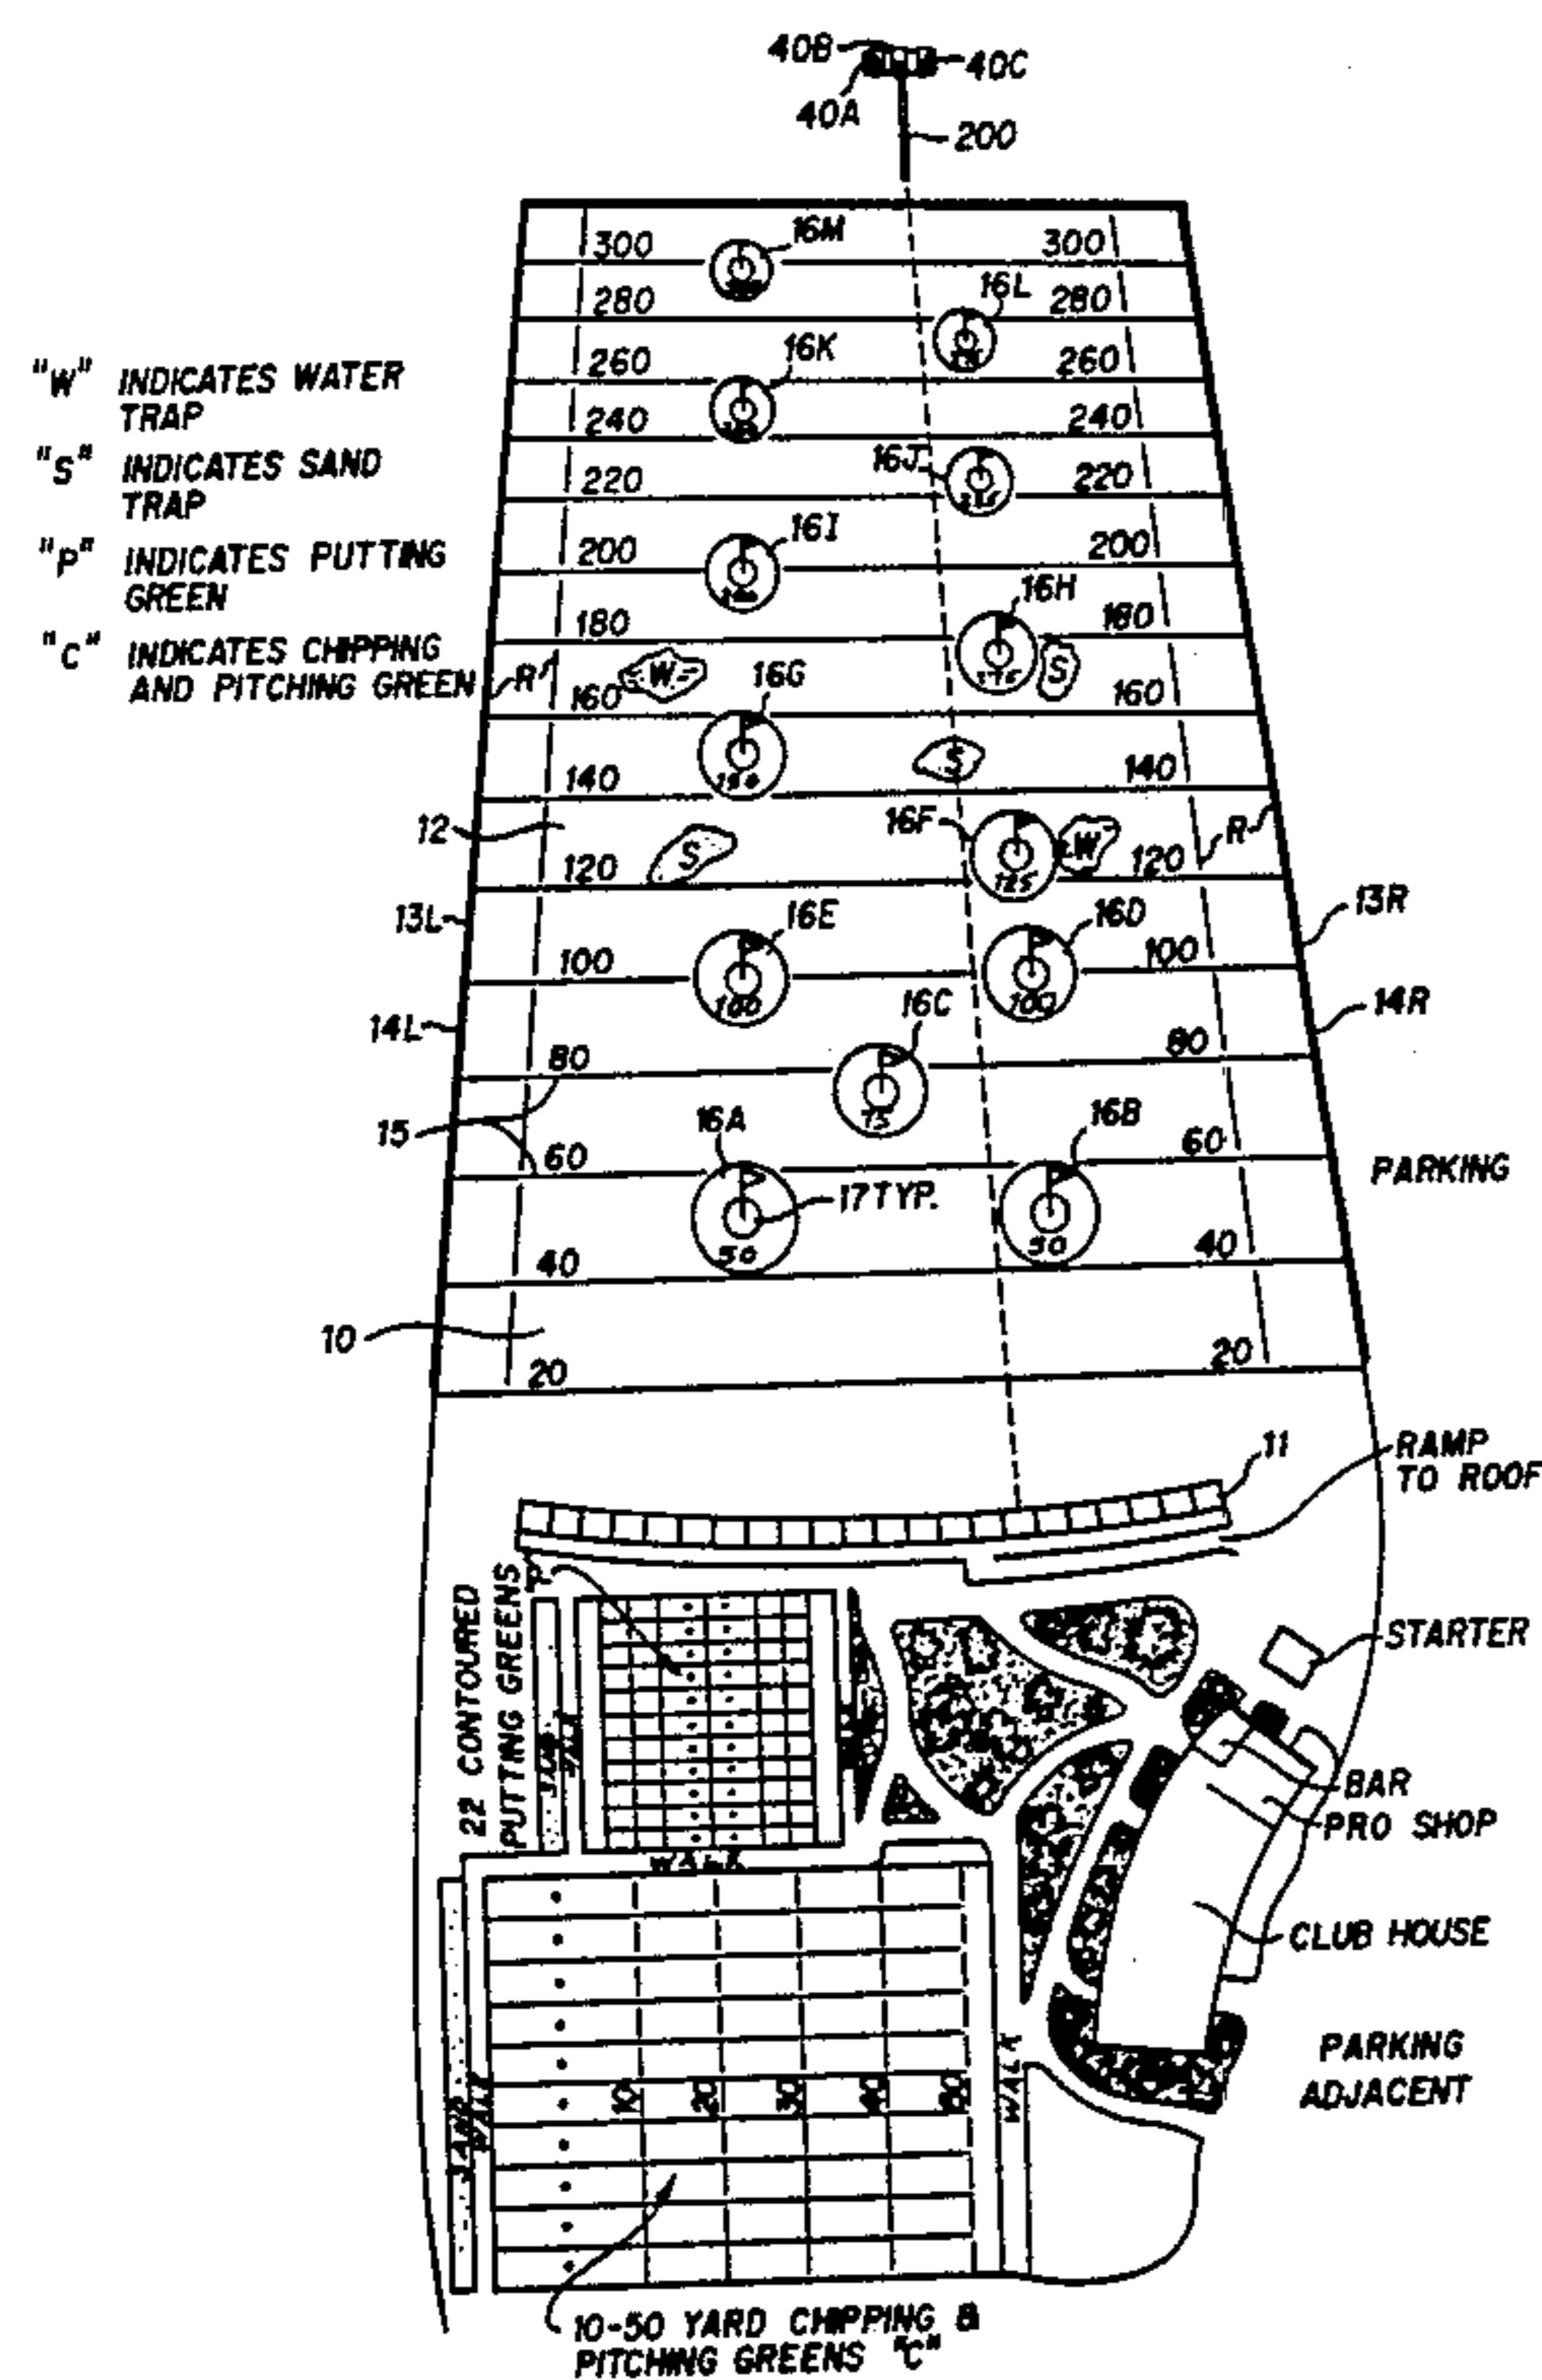 40B
40C
40A
200
16M
300 300
16L
280 280
16K
260 260
"W" INDICATES WATER
TRAP
240 240
16J
"S" INDICATES SAND
TRAP
220 220
16I
"P" INDICATES PUTTING
GREEN
200 200
16H
180 180
"C" INDICATES CHIPPING
AND PITCHING GREEN
R
W
S
175
16G
160 160
150
S
140 140
12
16F
S
W
R
125
120 120
13L
13R
16E
16D
100 100
100 100
14L
14R
16C
80 80
75
15
16A
16B
60 60
PARKING
17 TYP.
50 50
40 40
10
20 20
11
RAMP
TO ROOF
22 CONTOURED
PUTTING GREENS
"P"
STARTER
WALK
BAR
PRO SHOP
WALK
CLUB HOUSE
WALK
WALK
10 20 30 40 50
PARKING
ADJACENT
10-50 YARD CHIPPING &
PITCHING GREENS "C"